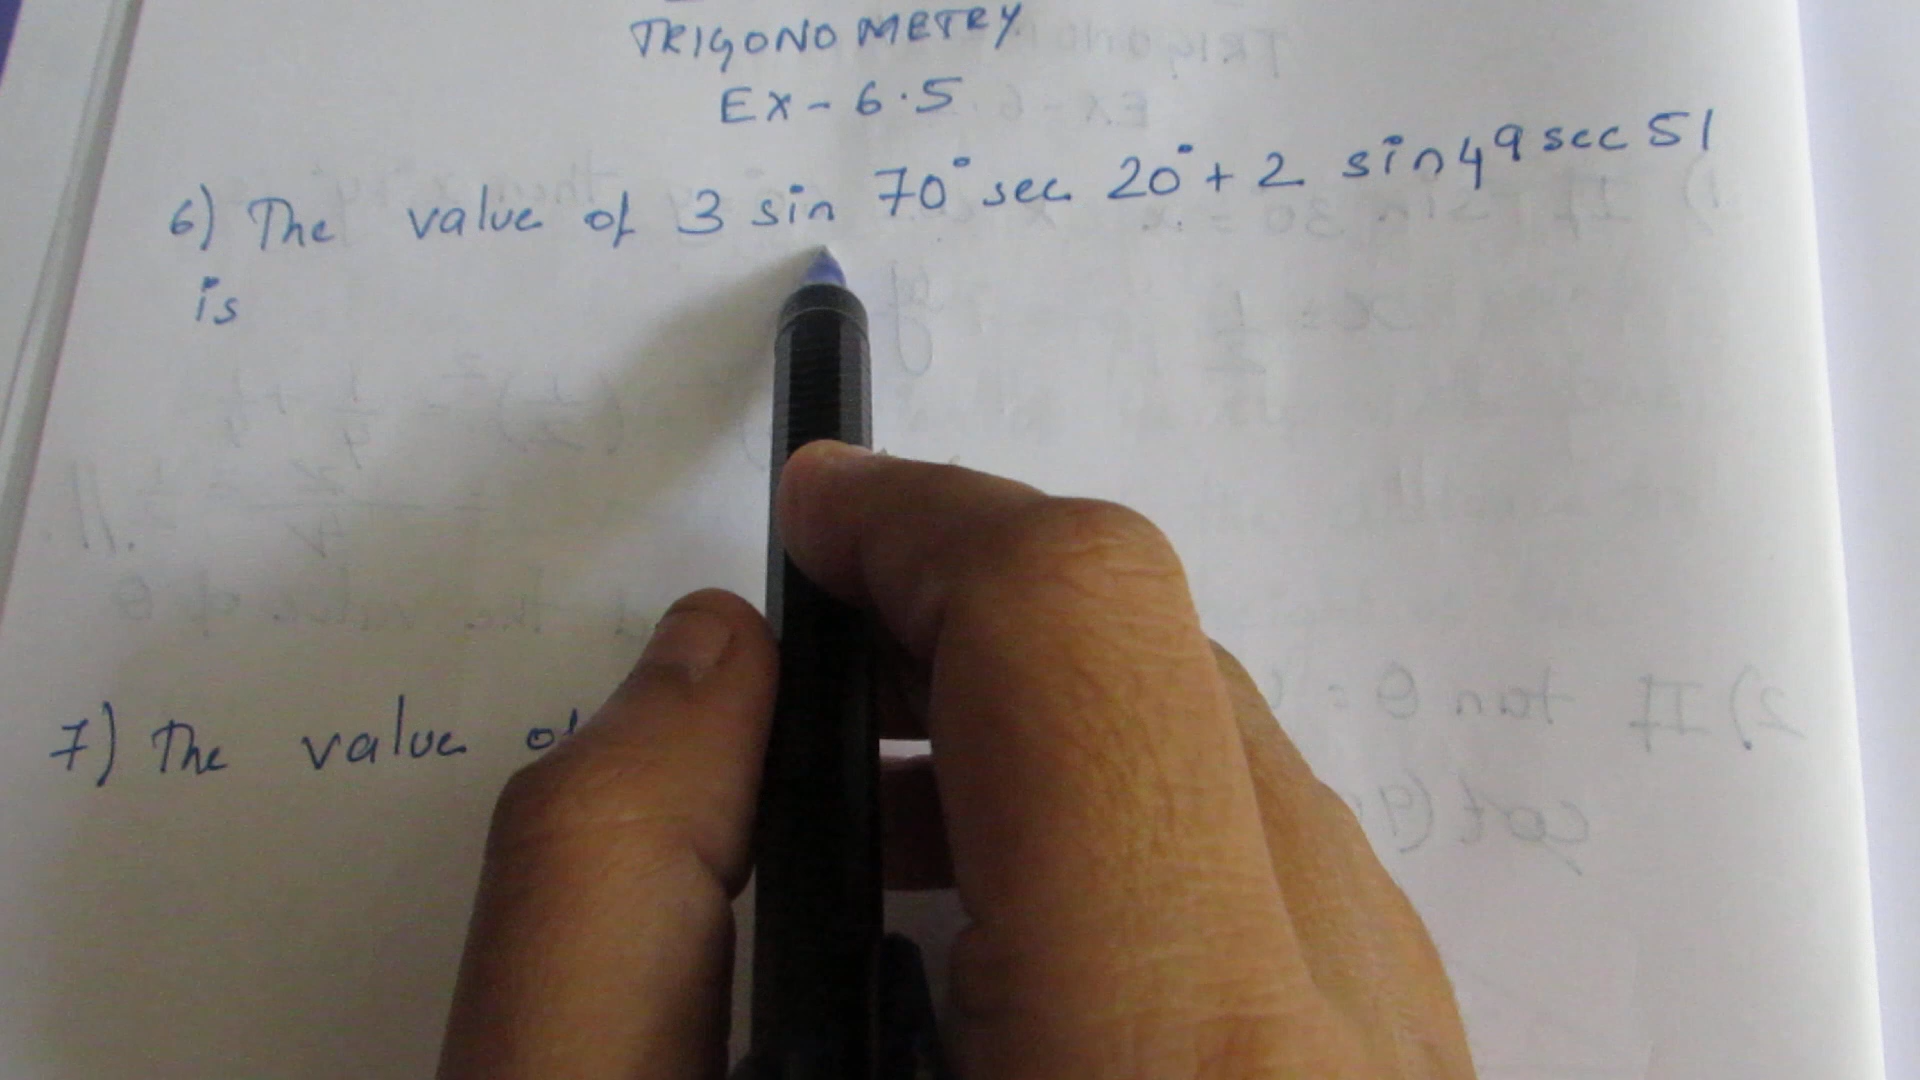 TRIGONOMETRY
EX - 6.5
6) The value of 3 sin 70° sec 20° + 2 sin 49 sec 51
is
7) The value of